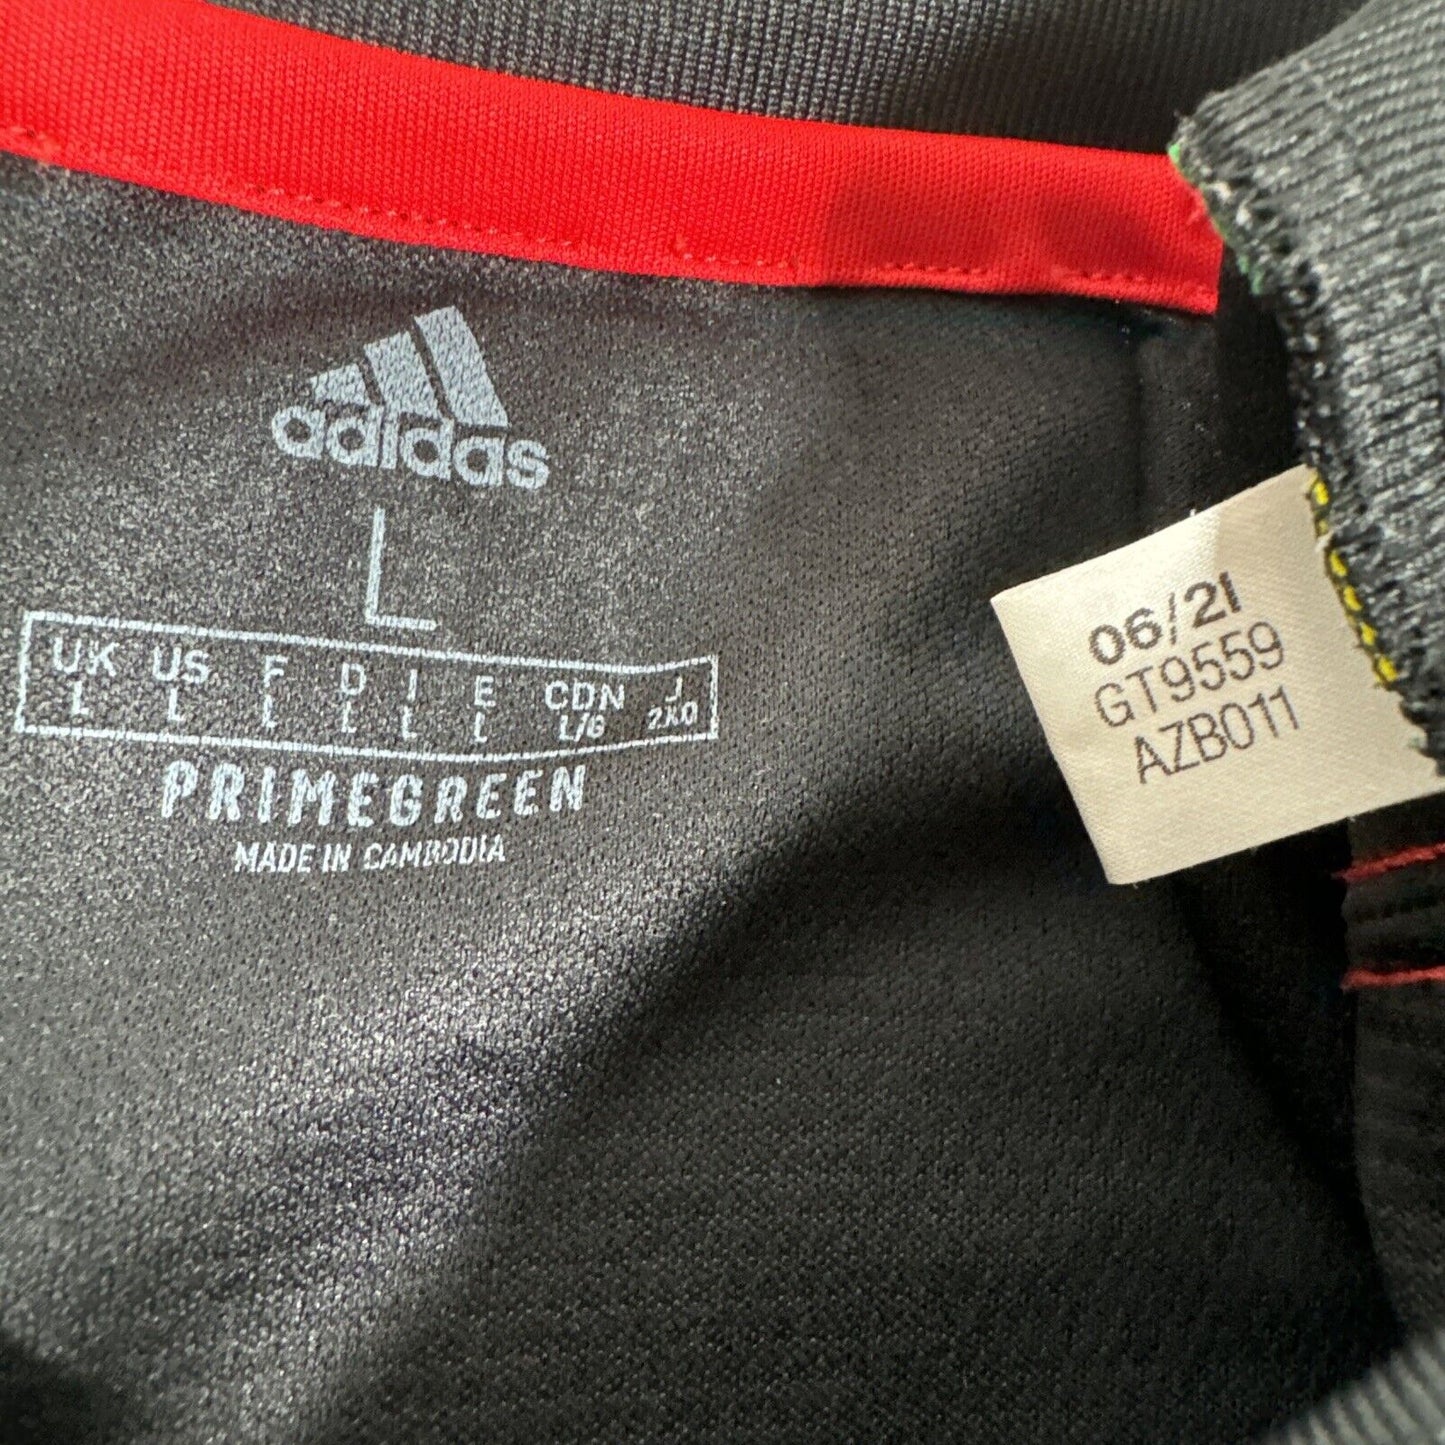 adidas
L
UK US F D I E CDN J
L L L L L L L/G 2XO
PRIMEGREEN
MADE IN CAMBODIA
06/21
GT9559
AZB011